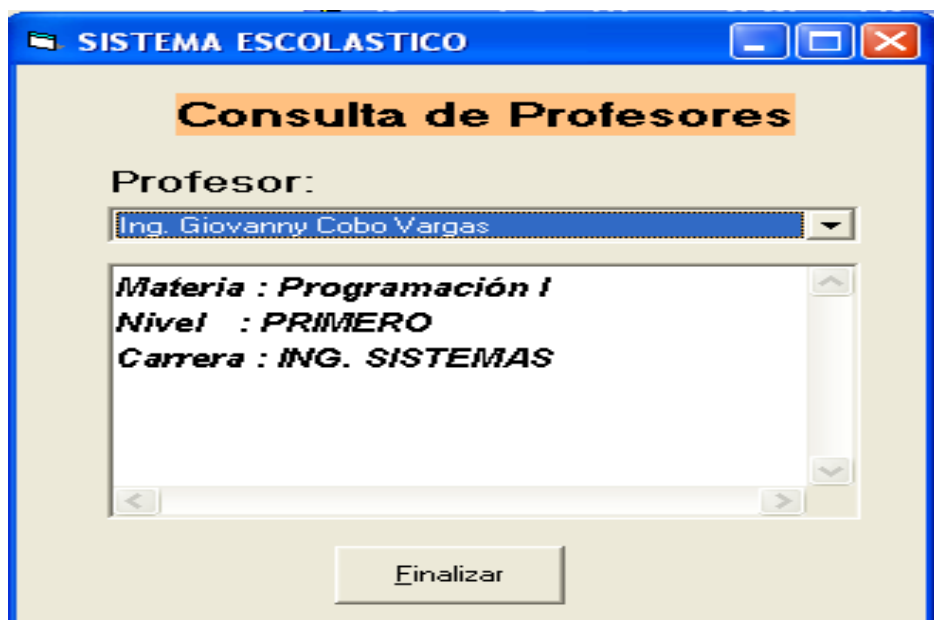 SISTEMA ESCOLASTICO
Consulta de Profesores
Profesor:
Ing. Giovanny Cobo Vargas
Materia : Programación I
Nivel : PRIMERO
Carrera : ING. SISTEMAS
Finalizar